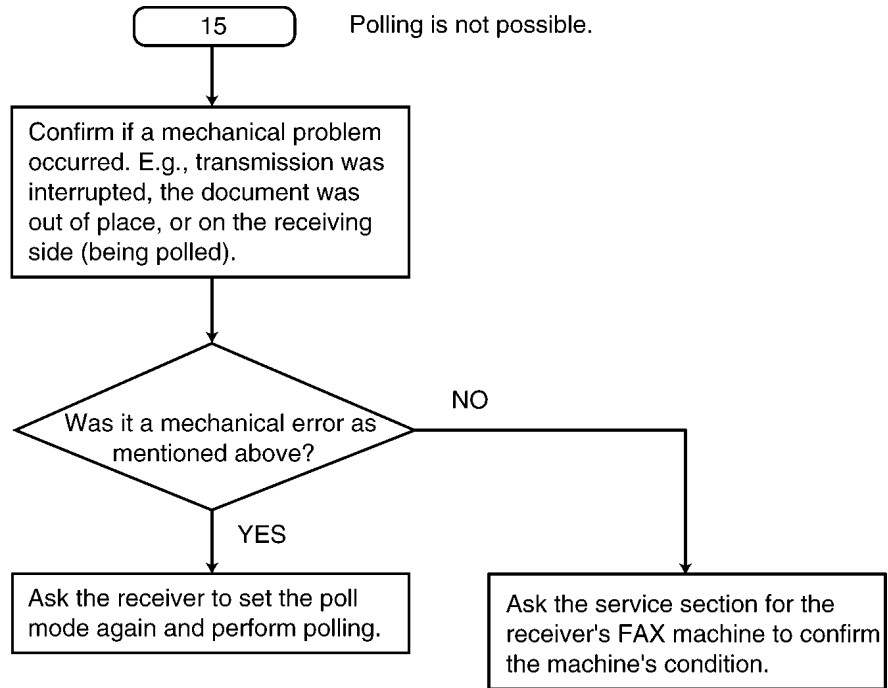 15
Polling is not possible.
Confirm if a mechanical problem
occurred. E.g., transmission was
interrupted, the document was
out of place, or on the receiving
side (being polled).
Was it a mechanical error as
mentioned above?
NO
YES
Ask the receiver to set the poll
mode again and perform polling.
Ask the service section for the
receiver's FAX machine to confirm
the machine's condition.